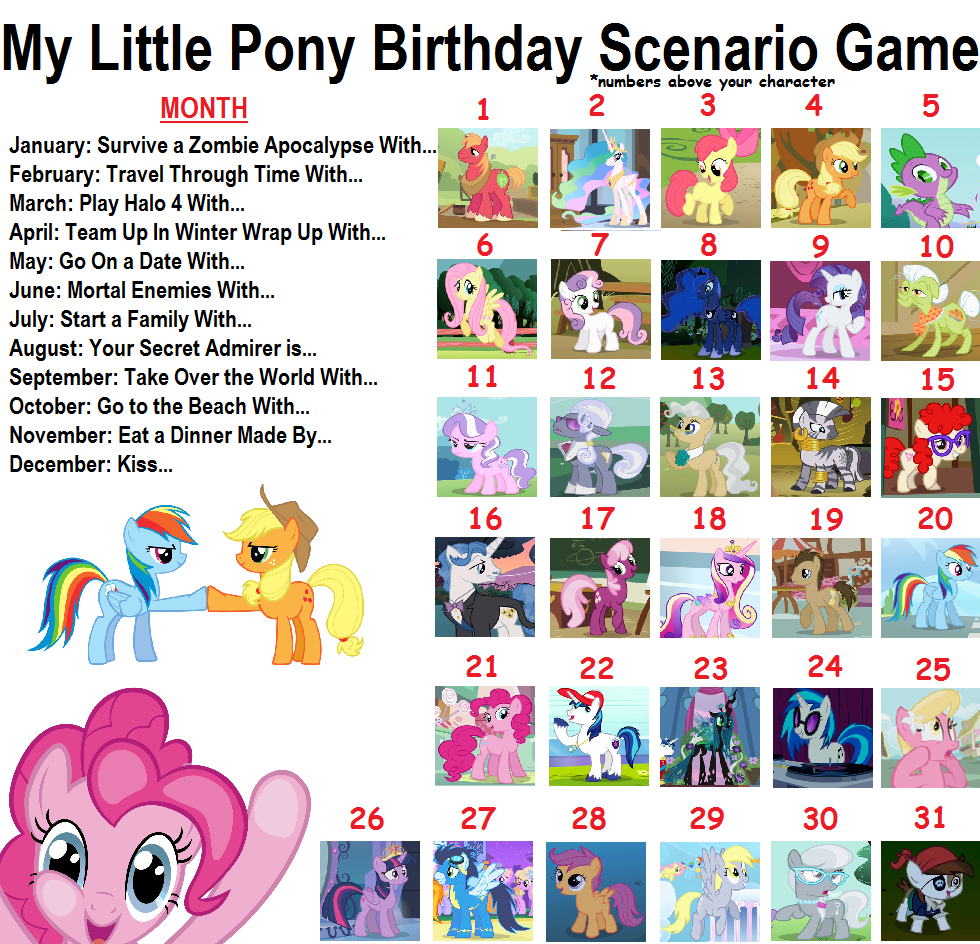 My Little Pony Birthday Scenario Game
*numbers above your character
MONTH
January: Survive a Zombie Apocalypse With...
February: Travel Through Time With...
March: Play Halo 4 With...
April: Team Up In Winter Wrap Up With...
May: Go On a Date With...
June: Mortal Enemies With...
July: Start a Family With...
August: Your Secret Admirer is...
September: Take Over the World With...
October: Go to the Beach With...
November: Eat a Dinner Made By...
December: Kiss...
1 2 3 4 5
6 7 8 9 10
11 12 13 14 15
16 17 18 19 20
21 22 23 24 25
26 27 28 29 30 31